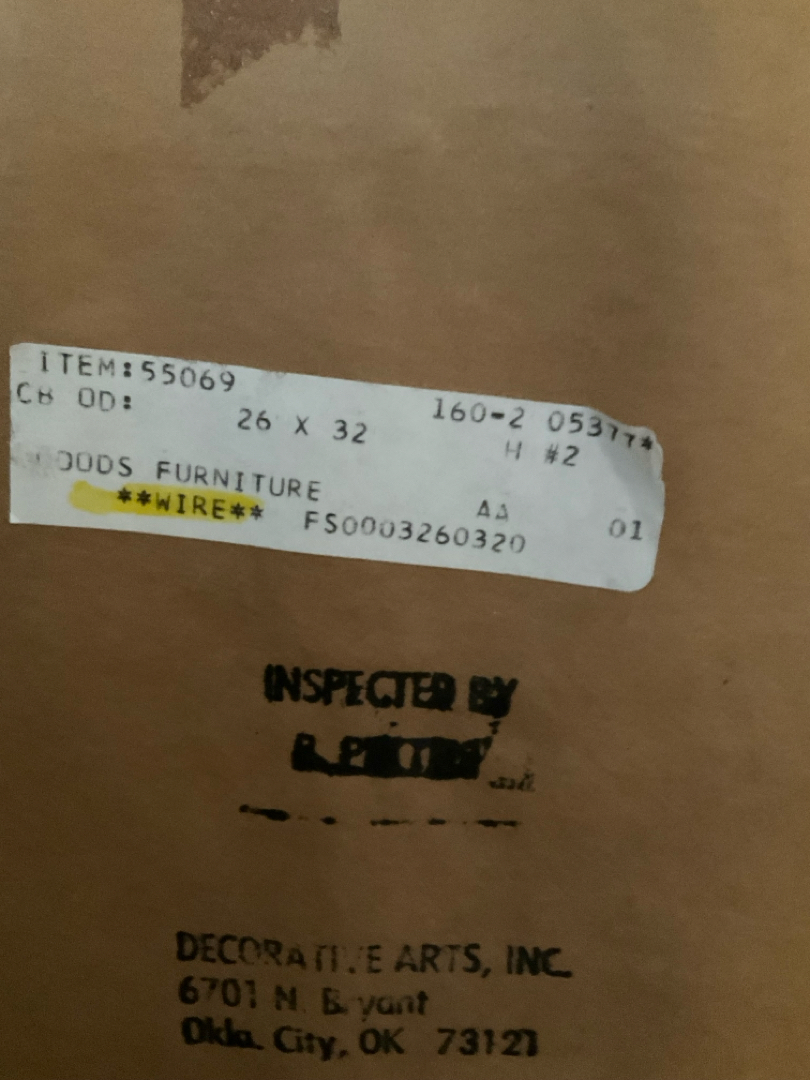 ITEM:55069
CB OD: 26 X 32 160-2 05377*
H #2
OODS FURNITURE
**WIRE** FS0003260320 AA 01
INSPECTED BY
DECORATIVE ARTS, INC.
6701 N. Bryant
Okla. City, OK 73121